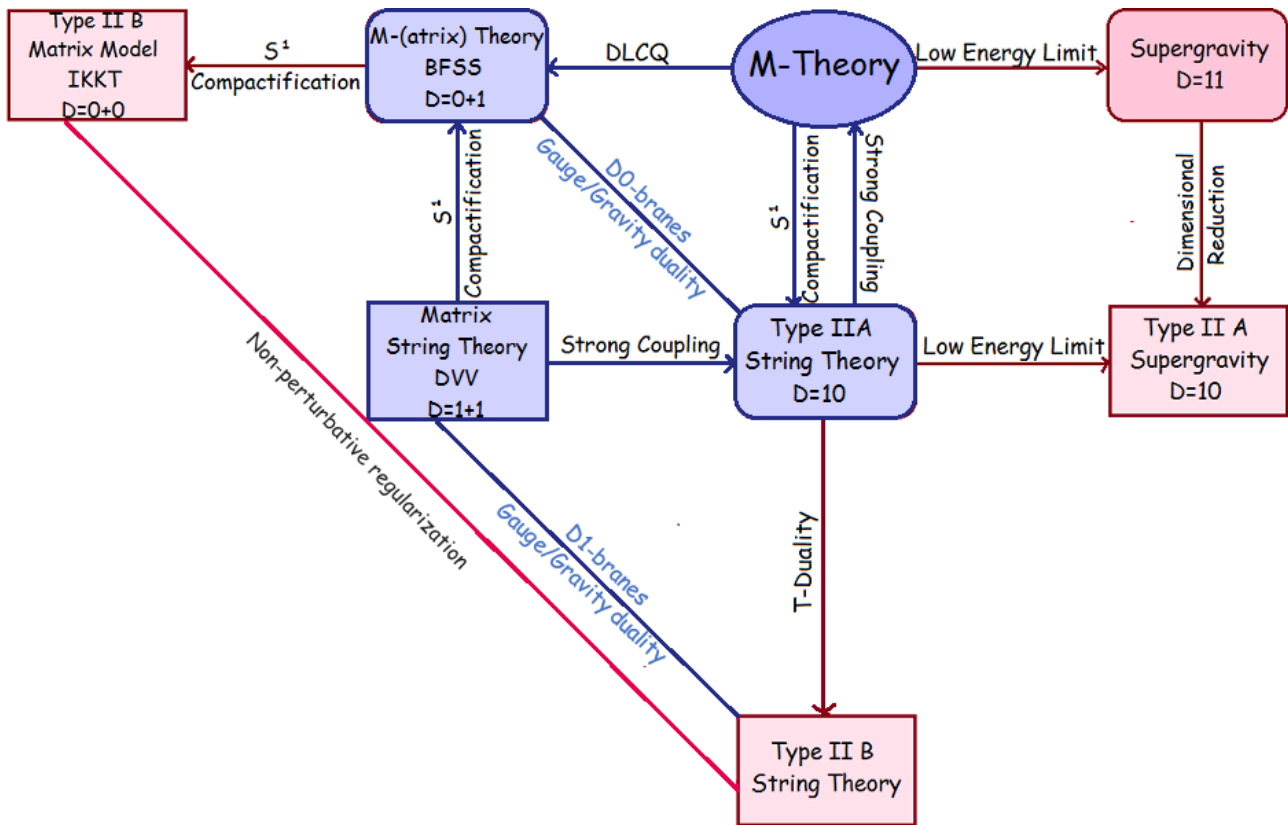 Type II B
Matrix Model
IKKT
D=0+0
S¹
Compactification
M-(atrix) Theory
BFSS
D=0+1
DLCQ
M-Theory
Low Energy Limit
Supergravity
D=11
S¹
Compactification
D0-branes
Gauge/Gravity duality
S¹
Compactification
Strong Coupling
Dimensional
Reduction
Matrix
String Theory
DVV
D=1+1
Strong Coupling
Type IIA
String Theory
D=10
Low Energy Limit
Type II A
Supergravity
D=10
Non-perturbative regularization
D1-branes
Gauge/Gravity duality
T-Duality
Type II B
String Theory